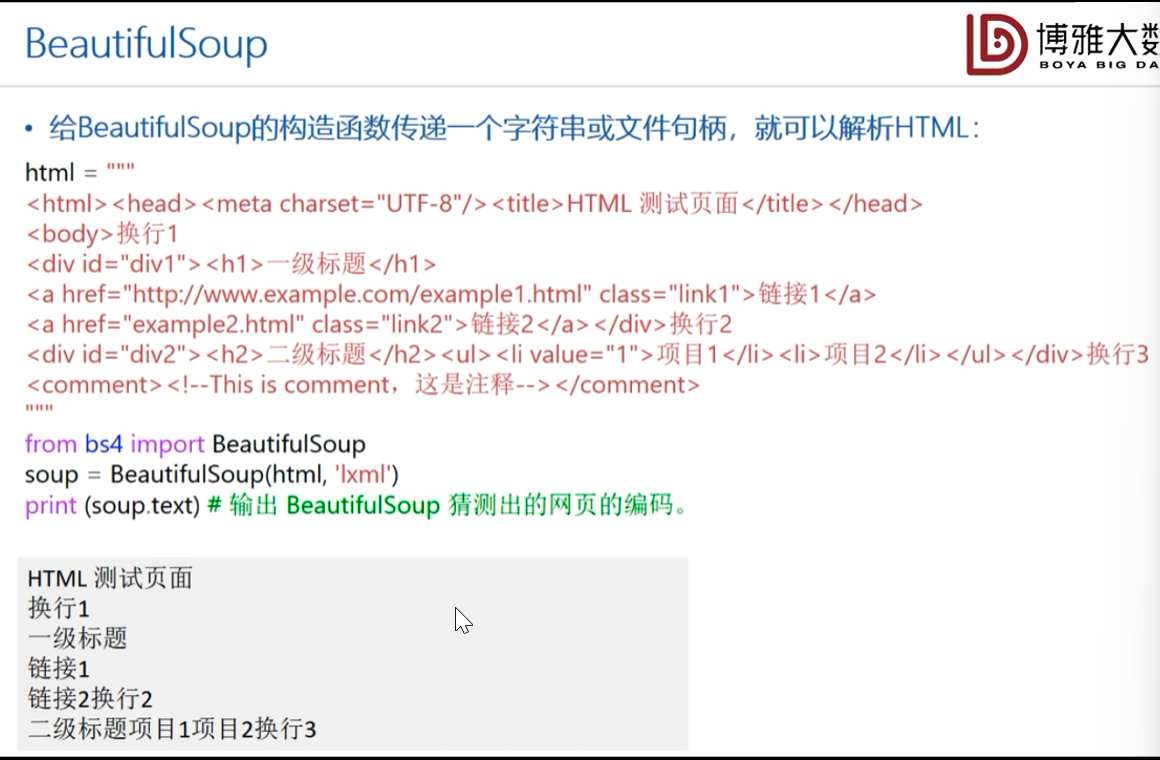 BeautifulSoup
博雅大数
BOYA BIG DA
• 给BeautifulSoup的构造函数传递一个字符串或文件句柄，就可以解析HTML：
html = """
<html><head><meta charset="UTF-8"/><title>HTML 测试页面</title></head>
<body>换行1
<div id="div1"><h1>一级标题</h1>
<a href="http://www.example.com/example1.html" class="link1">链接1</a>
<a href="example2.html" class="link2">链接2</a></div>换行2
<div id="div2"><h2>二级标题</h2><ul><li value="1">项目1</li><li>项目2</li></ul></div>换行3
<comment><!--This is comment，这是注释--></comment>
"""
from bs4 import BeautifulSoup
soup = BeautifulSoup(html, 'lxml')
print (soup.text) # 输出 BeautifulSoup 猜测出的网页的编码。
HTML 测试页面
换行1
一级标题
链接1
链接2换行2
二级标题项目1项目2换行3